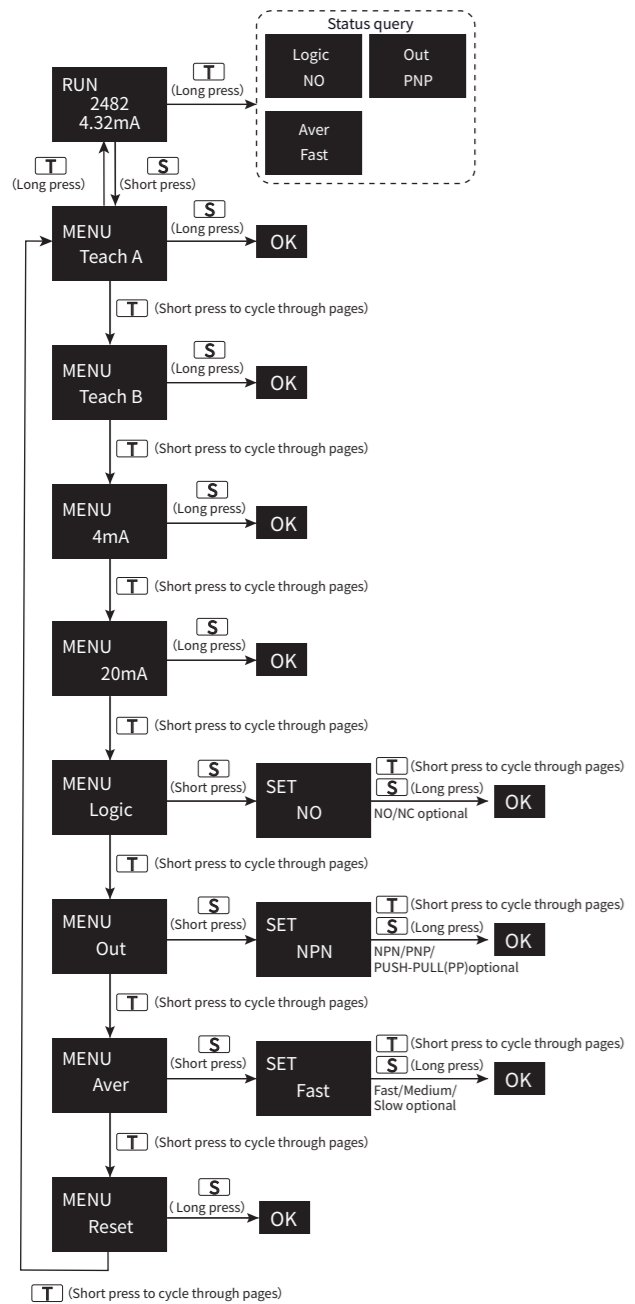 Status query
Logic
NO
Out
PNP
Aver
Fast
RUN
2482
4.32mA
T
(Long press)
T
(Long press)
S
(Short press)
MENU
Teach A
S
(Long press)
OK
T (Short press to cycle through pages)
MENU
Teach B
S
(Long press)
OK
T (Short press to cycle through pages)
MENU
4mA
S
(Long press)
OK
T (Short press to cycle through pages)
MENU
20mA
S
(Long press)
OK
T (Short press to cycle through pages)
MENU
Logic
S
(Short press)
SET
NO
T (Short press to cycle through pages)
S (Long press)
NO/NC optional
OK
T (Short press to cycle through pages)
MENU
Out
S
(Short press)
SET
NPN
T (Short press to cycle through pages)
S (Long press)
NPN/PNP/
PUSH-PULL(PP)optional
OK
T (Short press to cycle through pages)
MENU
Aver
S
(Short press)
SET
Fast
T (Short press to cycle through pages)
S (Long press)
Fast/Medium/
Slow optional
OK
T (Short press to cycle through pages)
MENU
Reset
S
( Long press)
OK
T (Short press to cycle through pages)